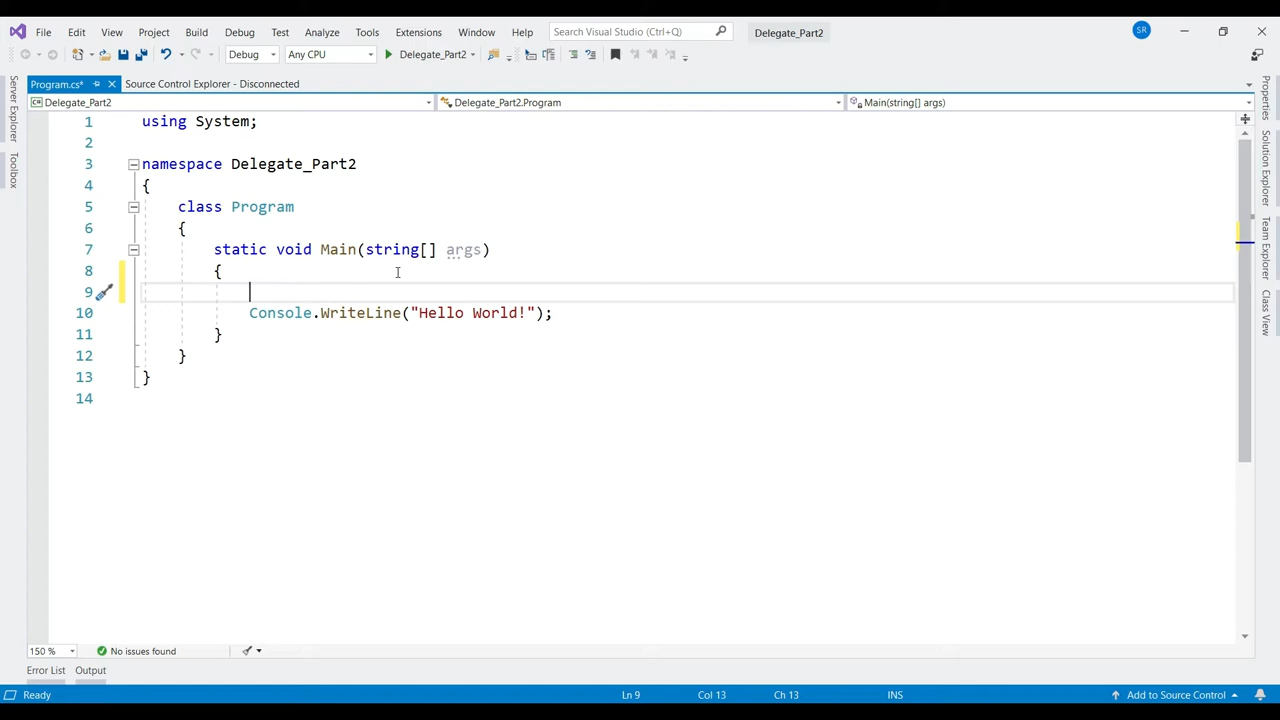 File Edit View Project Build Debug Test Analyze Tools Extensions Window Help Search Visual Studio (Ctrl+Q) Delegate_Part2 SR
Debug Any CPU Delegate_Part2
Program.cs* Source Control Explorer - Disconnected
Delegate_Part2 Delegate_Part2.Program Main(string[] args)
Server Explorer
Toolbox
1 using System;
2
3 namespace Delegate_Part2
4 {
5 class Program
6 {
7 static void Main(string[] args)
8 {
9
10 Console.WriteLine("Hello World!");
11 }
12 }
13 }
14
Properties
Solution Explorer
Team Explorer
Class View
150 % No issues found
Error List Output
Ready Ln 9 Col 13 Ch 13 INS Add to Source Control